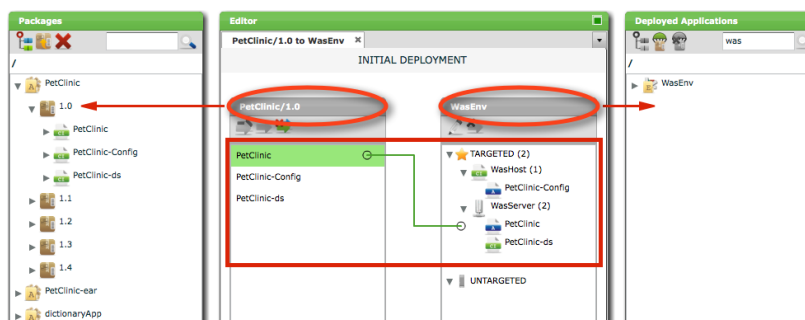 Packages
/
PetClinic
1.0
PetClinic
PetClinic-Config
PetClinic-ds
1.1
1.2
1.3
1.4
PetClinic-ear
dictionaryApp
Editor
PetClinic/1.0 to WasEnv
INITIAL DEPLOYMENT
PetClinic/1.0
PetClinic
PetClinic-Config
PetClinic-ds
WasEnv
TARGETED (2)
WasHost (1)
PetClinic-Config
WasServer (2)
PetClinic
PetClinic-ds
UNTARGETED
Deployed Applications
was
/
WasEnv